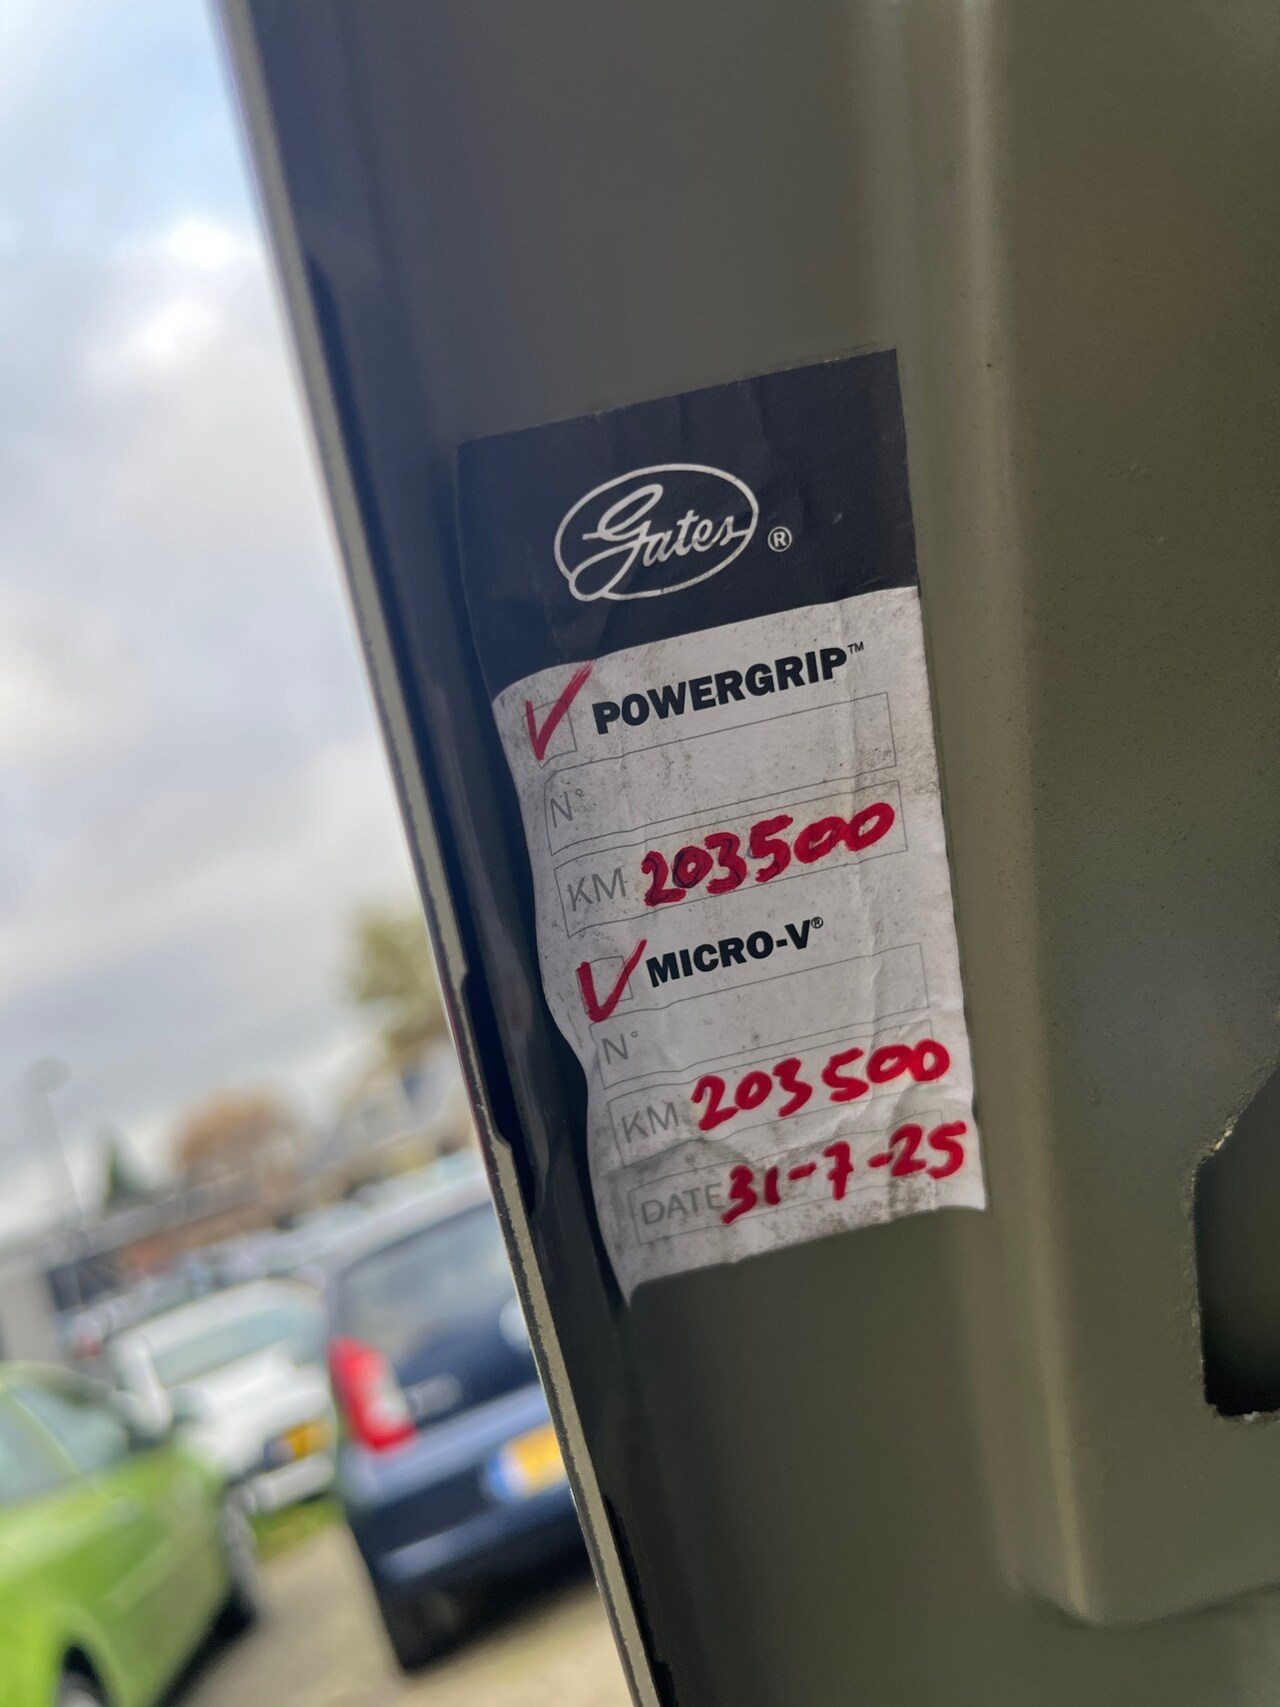 Gates ®
POWERGRIP™
N°
KM 203500
MICRO-V®
N°
KM 203500
DATE 31-7-25